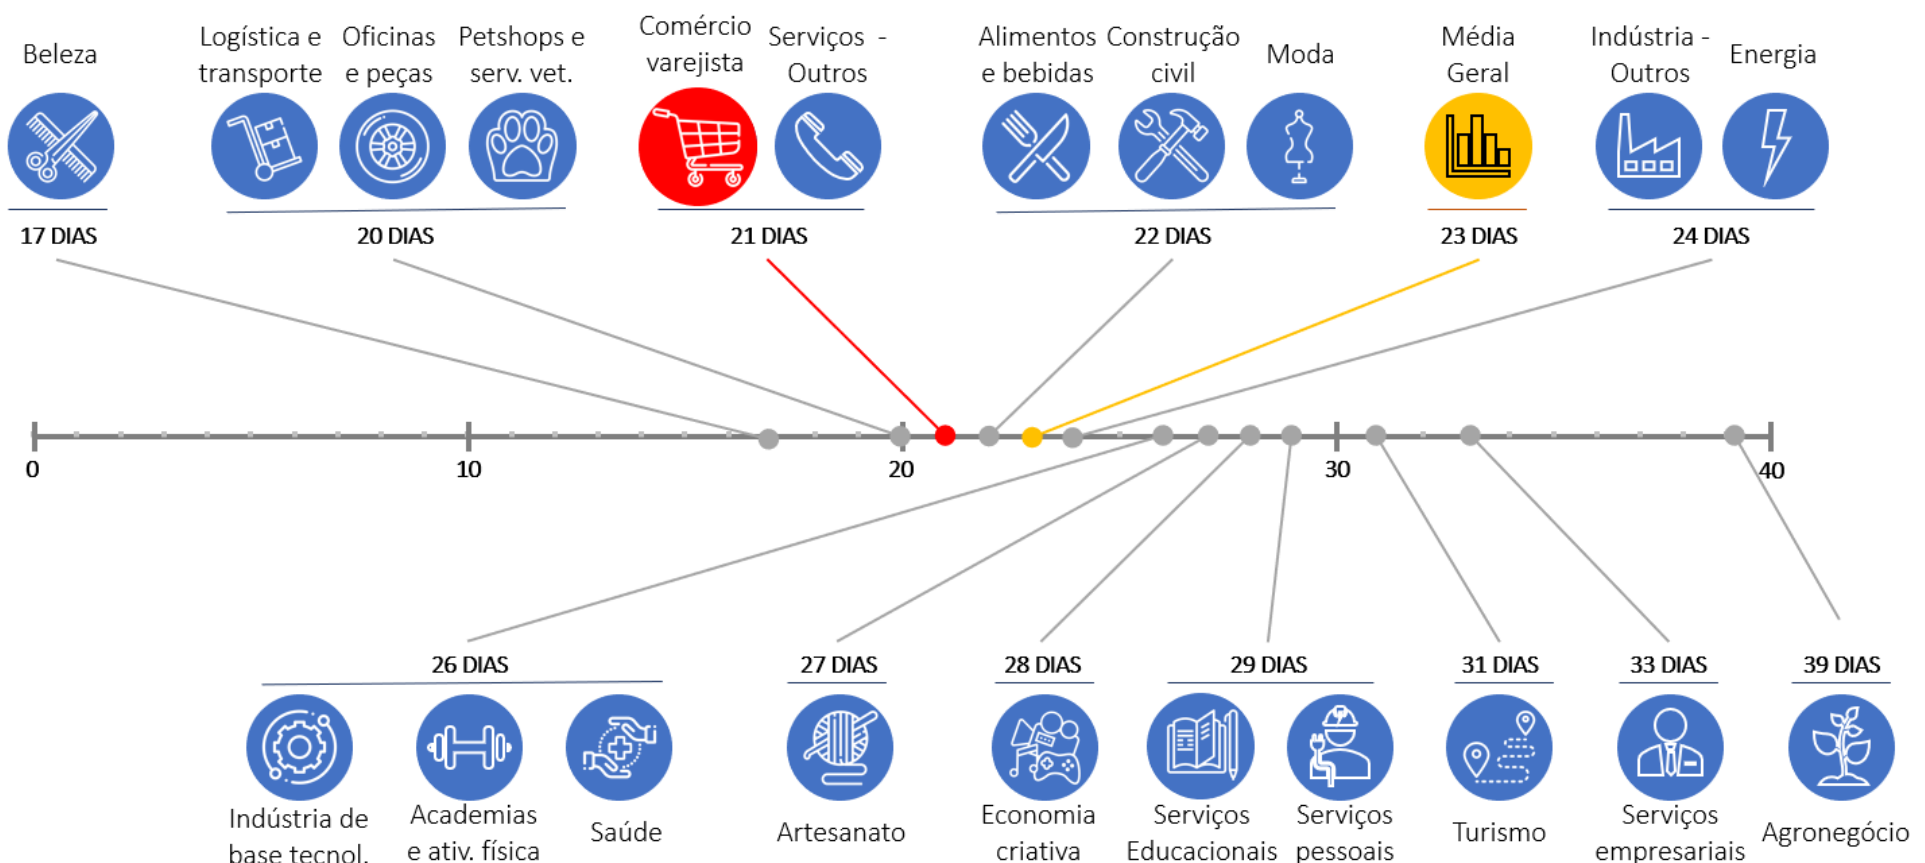 Beleza
Logística e
transporte
Oficinas
e peças
Petshops e
serv. vet.
Comércio
varejista
Serviços -
Outros
Alimentos
e bebidas
Construção
civil
Moda
Média
Geral
Indústria -
Outros
Energia
17 DIAS
20 DIAS
21 DIAS
22 DIAS
23 DIAS
24 DIAS
0
10
20
30
40
26 DIAS
27 DIAS
28 DIAS
29 DIAS
31 DIAS
33 DIAS
39 DIAS
Indústria de
base tecnol.
Academias
e ativ. física
Saúde
Artesanato
Economia
criativa
Serviços
Educacionais
Serviços
pessoais
Turismo
Serviços
empresariais
Agronegócio